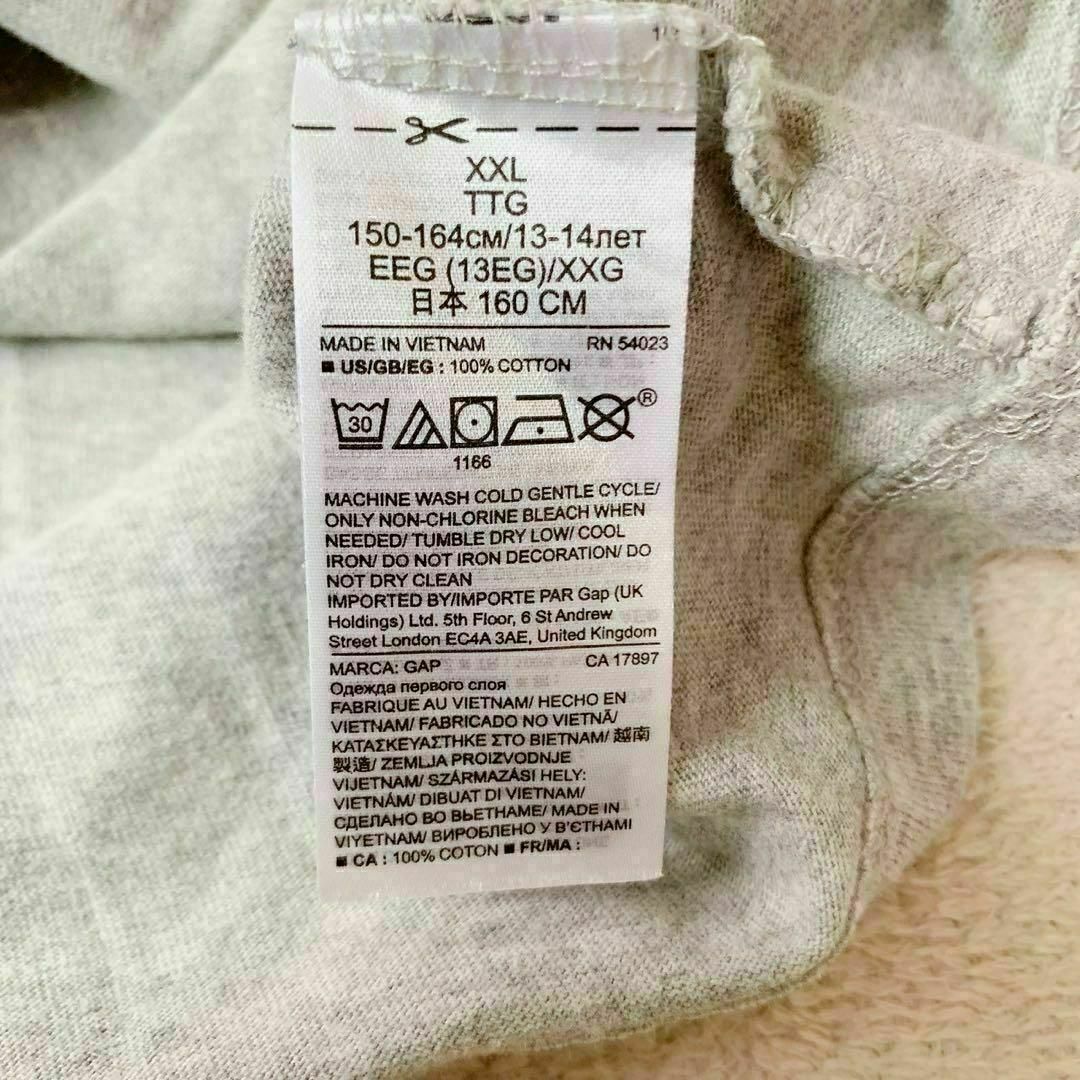 XXL
TTG
150-164см/13-14лет
EEG (13EG)/XXG
日本 160 CM
MADE IN VIETNAM RN 54023
■ US/GB/EG : 100% COTTON
30 ®
1166
MACHINE WASH COLD GENTLE CYCLE/
ONLY NON-CHLORINE BLEACH WHEN
NEEDED/ TUMBLE DRY LOW/ COOL
IRON/ DO NOT IRON DECORATION/ DO
NOT DRY CLEAN
IMPORTED BY/IMPORTE PAR Gap (UK
Holdings) Ltd. 5th Floor, 6 St Andrew
Street London EC4A 3AE, United Kingdom
MARCA: GAP CA 17897
Одежда первого слоя
FABRIQUE AU VIETNAM/ HECHO EN
VIETNAM/ FABRICADO NO VIETNÃ/
ΚΑΤΑΣΚΕΥΑΣΤΗΚΕ ΣΤΟ ΒΙΕΤΝΑΜ/ 越南
製造/ ZEMLJA PROIZVODNJE
VIJETNAM/ SZÁRMAZÁSI HELY:
VIETNÁM/ DIBUAT DI VIETNAM/
СДЕЛАНО ВО ВЬЕТНАМЕ/ MADE IN
VIYETNAM/ ВИРОБЛЕНО У В'ЄТНАМІ
■ CA : 100% COTON ■ FR/MA :